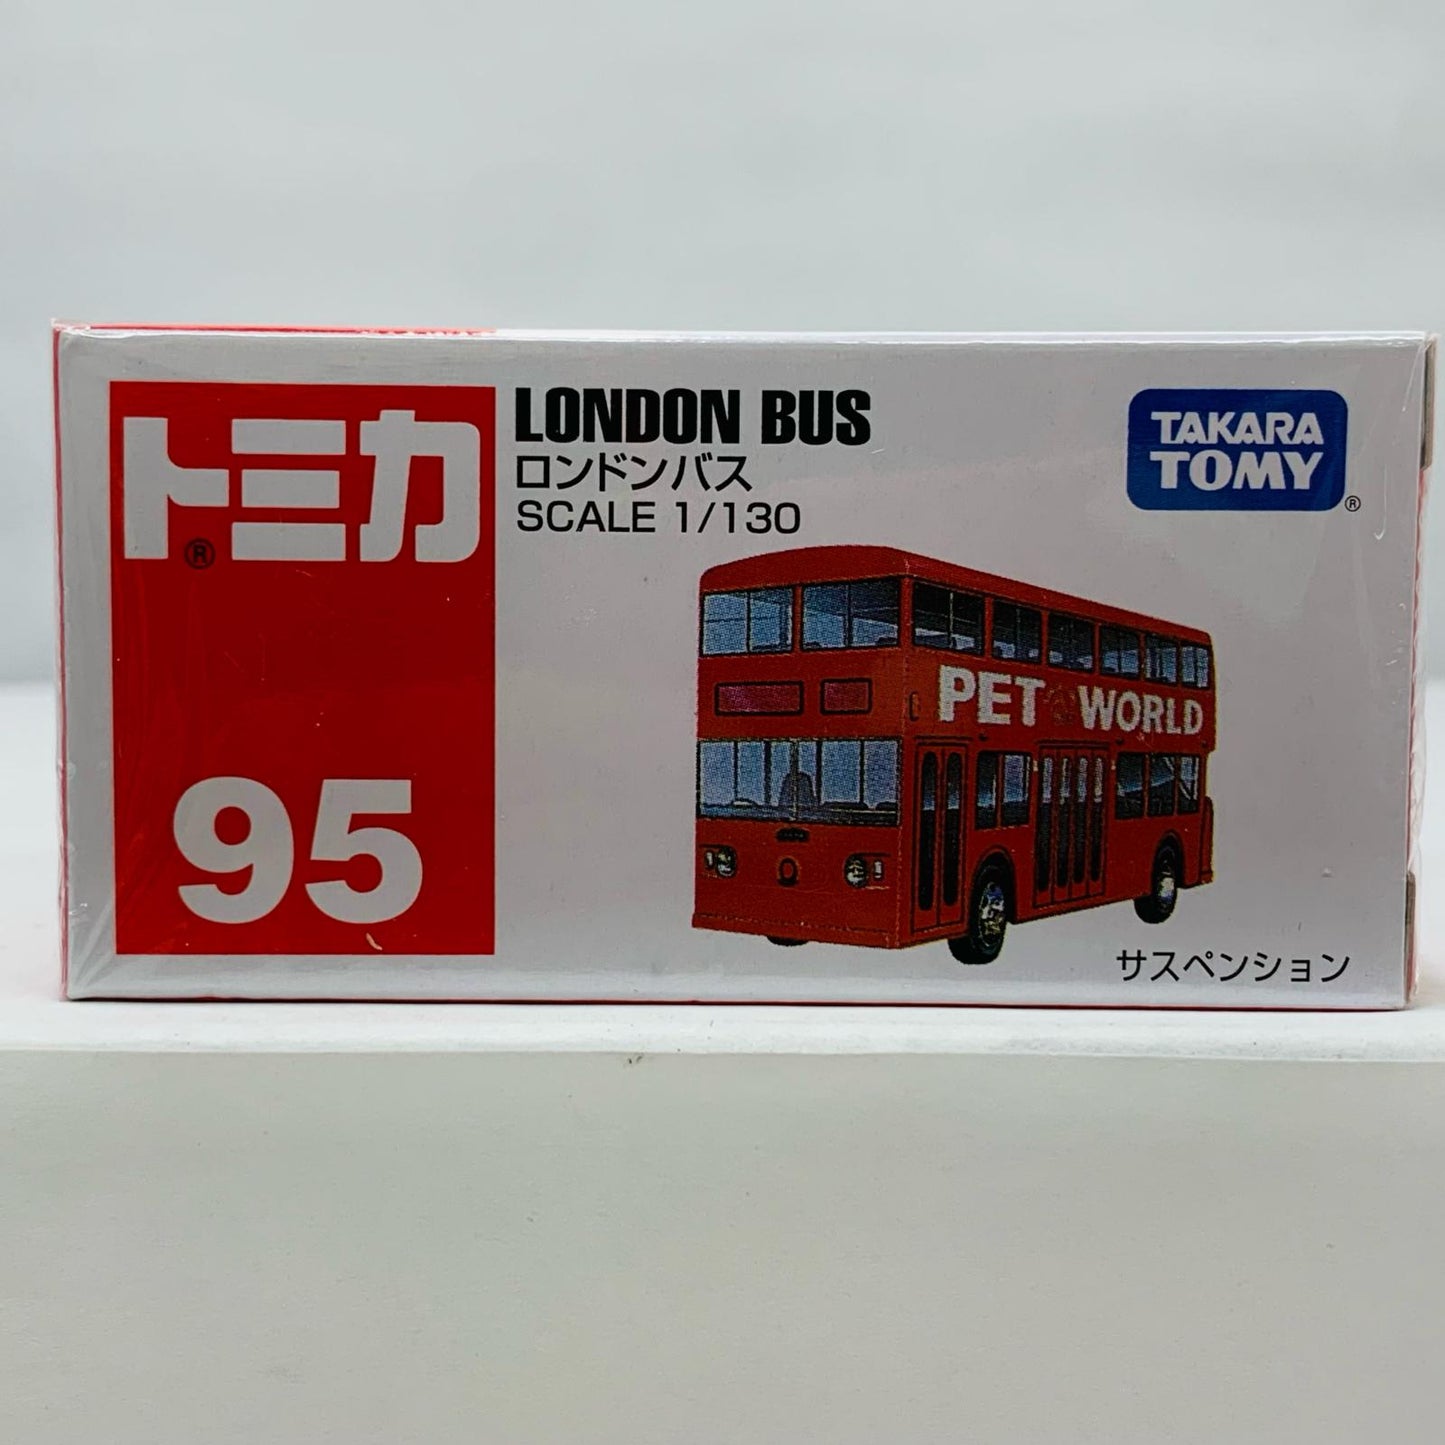 トミカ®
95
LONDON BUS
ロンドンバス
SCALE 1/130
TAKARA
TOMY®
PET WORLD
サスペンション